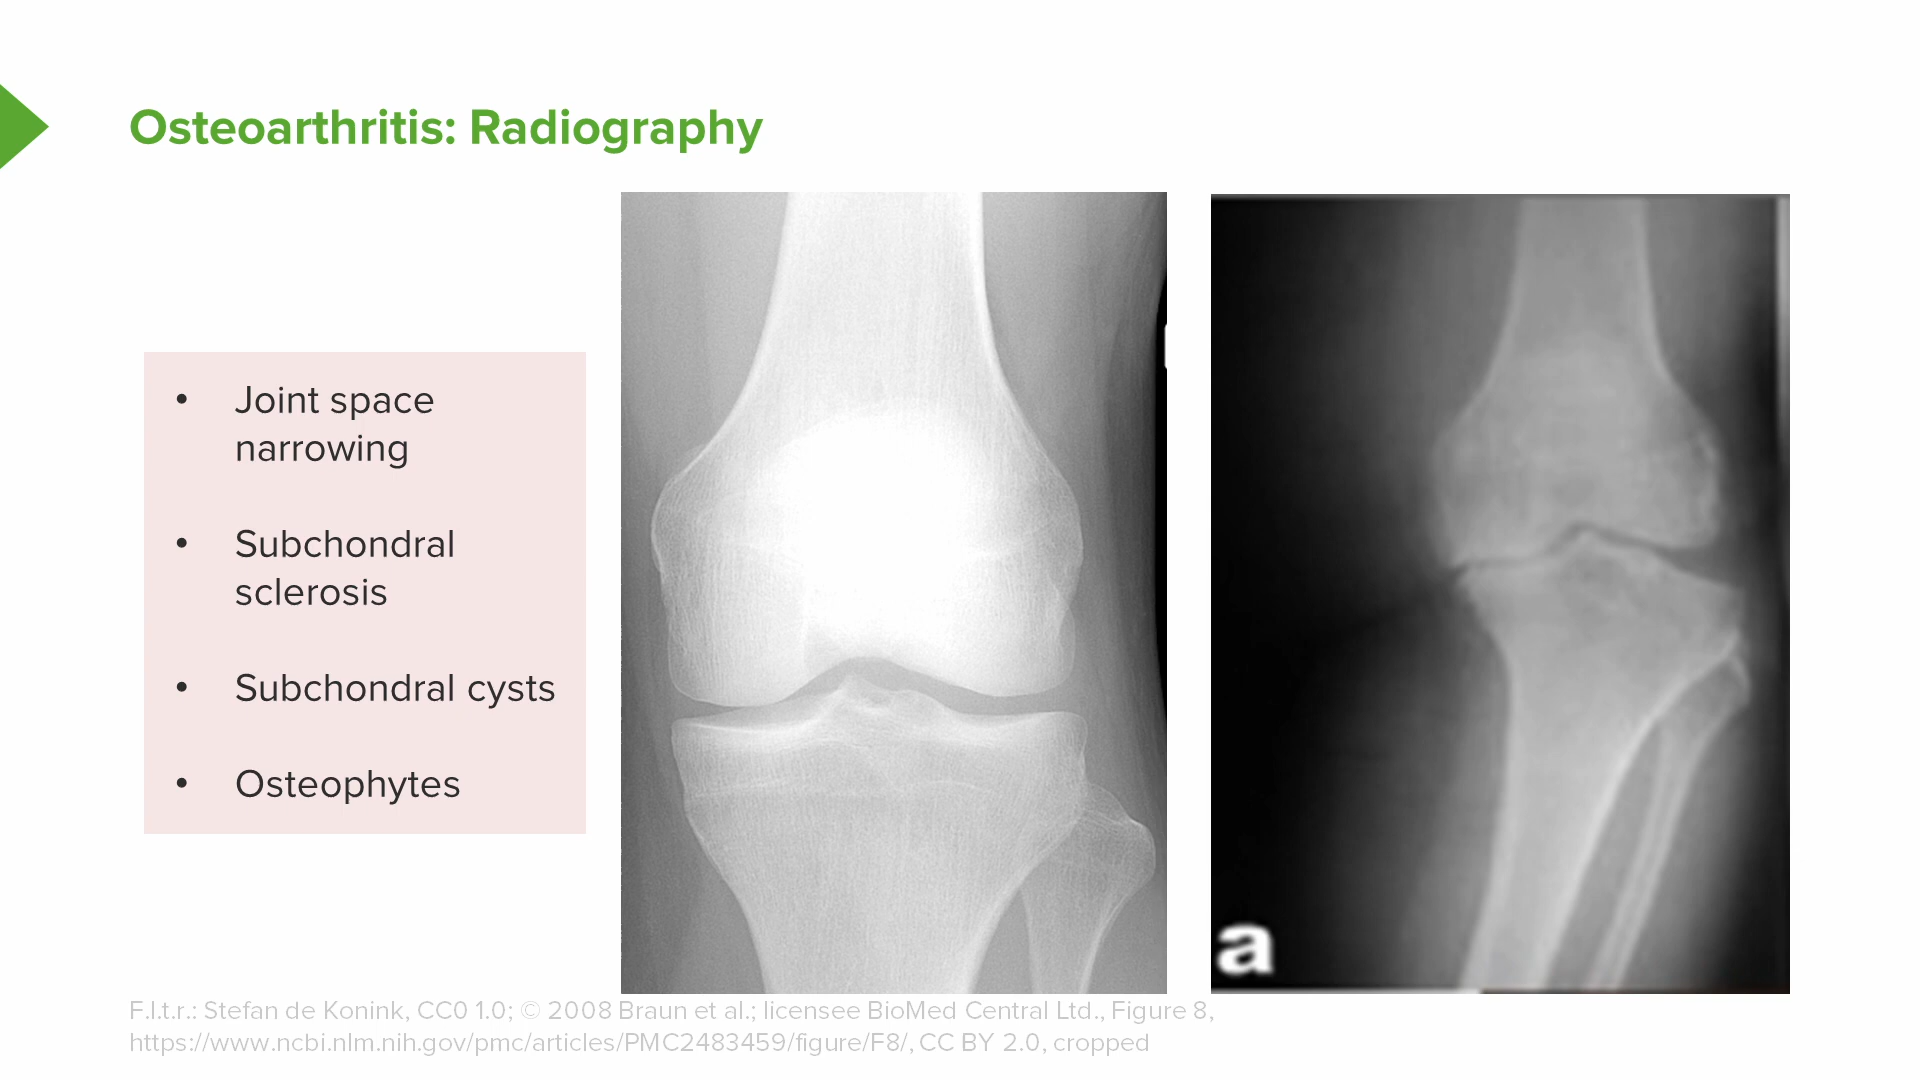 Osteoarthritis: Radiography
• Joint space
narrowing
• Subchondral
sclerosis
• Subchondral cysts
• Osteophytes
a
F.l.t.r.: Stefan de Konink, CC0 1.0; © 2008 Braun et al.; licensee BioMed Central Ltd., Figure 8,
https://www.ncbi.nlm.nih.gov/pmc/articles/PMC2483459/figure/F8/, CC BY 2.0, cropped